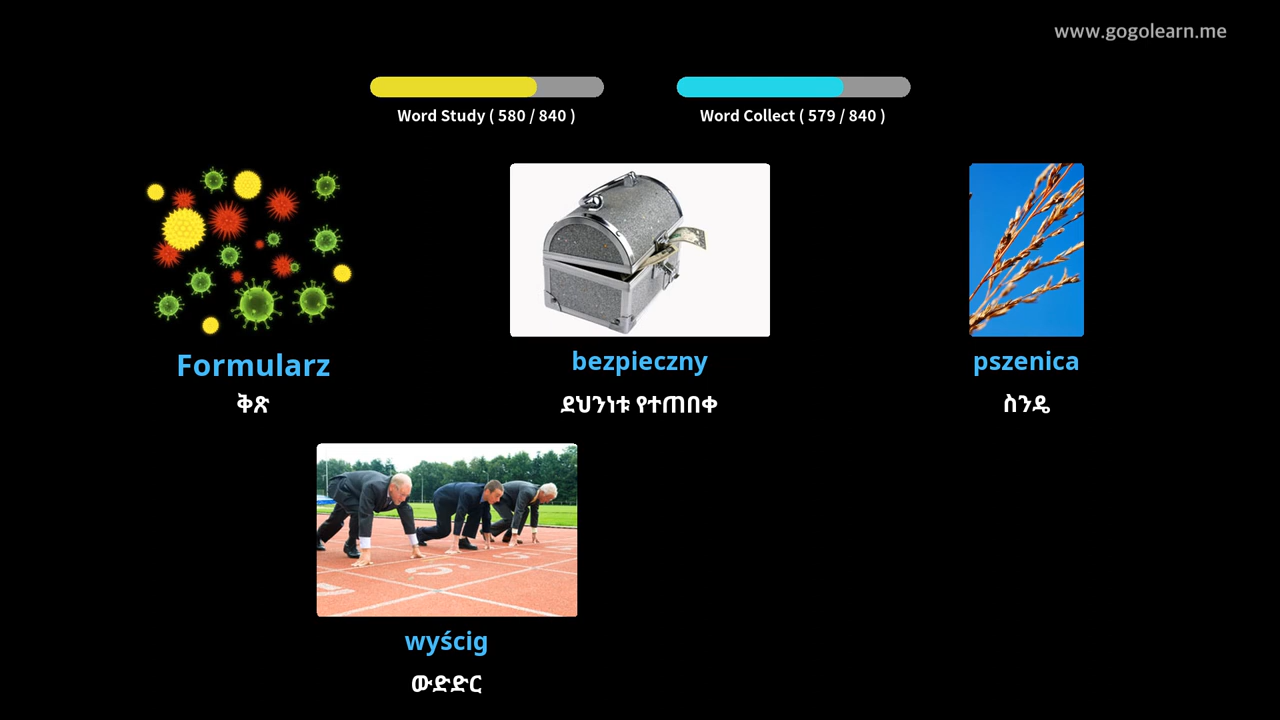 www.gogolearn.me
Word Study ( 580 / 840 )
Word Collect ( 579 / 840 )
Formularz
ቅጽ
bezpieczny
ደህንነቱ የተጠበቀ
pszenica
ስንዴ
wyścig
ውድድር